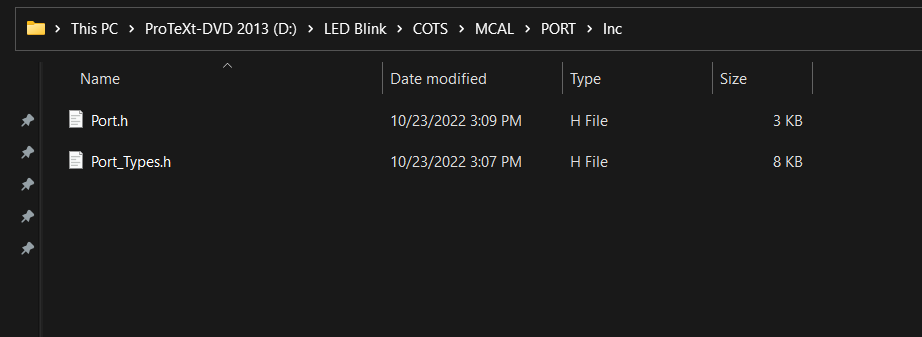 This PC > ProTeXt-DVD 2013 (D:) > LED Blink > COTS > MCAL > PORT > Inc
Name Date modified Type Size
Port.h 10/23/2022 3:09 PM H File 3 KB
Port_Types.h 10/23/2022 3:07 PM H File 8 KB